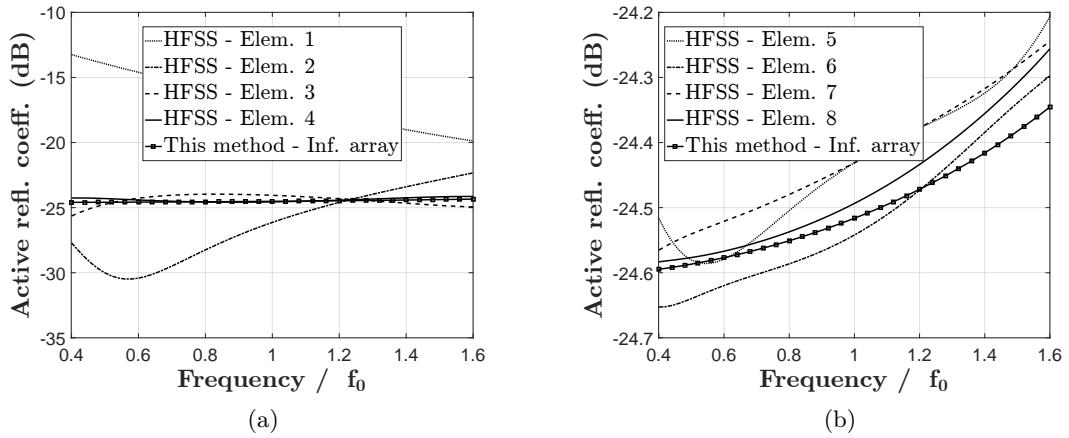 Active refl. coeff. (dB)
-10
-15
-20
-25
-30
-35
HFSS - Elem. 1
HFSS - Elem. 2
HFSS - Elem. 3
HFSS - Elem. 4
This method - Inf. array
0.4 0.6 0.8 1 1.2 1.4 1.6
Frequency / f₀
(a)
Active refl. coeff. (dB)
-24.2
-24.3
-24.4
-24.5
-24.6
-24.7
HFSS - Elem. 5
HFSS - Elem. 6
HFSS - Elem. 7
HFSS - Elem. 8
This method - Inf. array
0.4 0.6 0.8 1 1.2 1.4 1.6
Frequency / f₀
(b)